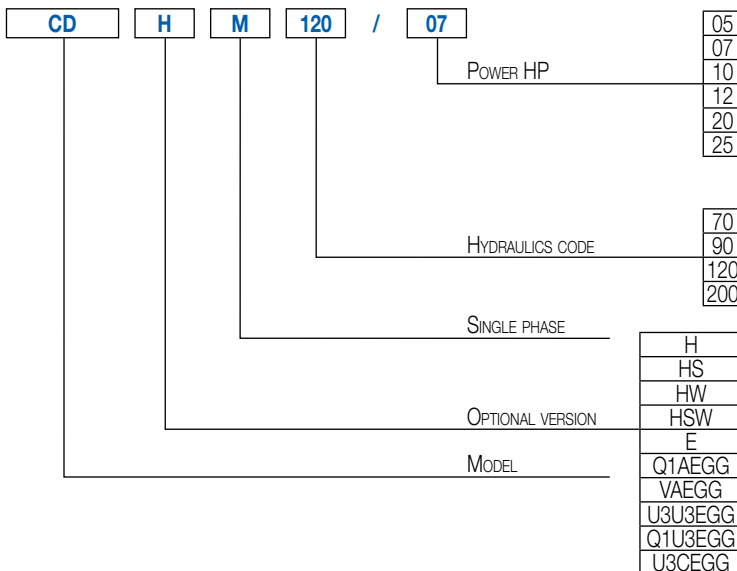 CD H M 120 / 07
05
07
POWER HP 10
12
20
25
70
HYDRAULICS CODE 90
120
200
SINGLE PHASE
H
HS
HW
OPTIONAL VERSION HSW
E
MODEL Q1AEGG
VAEGG
U3U3EGG
Q1U3EGG
U3CEGG